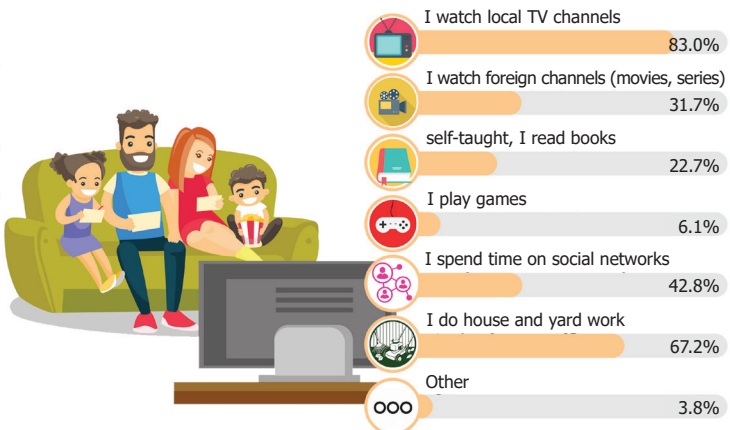 I watch local TV channels
83.0%
I watch foreign channels (movies, series)
31.7%
self-taught, I read books
22.7%
I play games
6.1%
I spend time on social networks
42.8%
I do house and yard work
67.2%
Other
3.8%